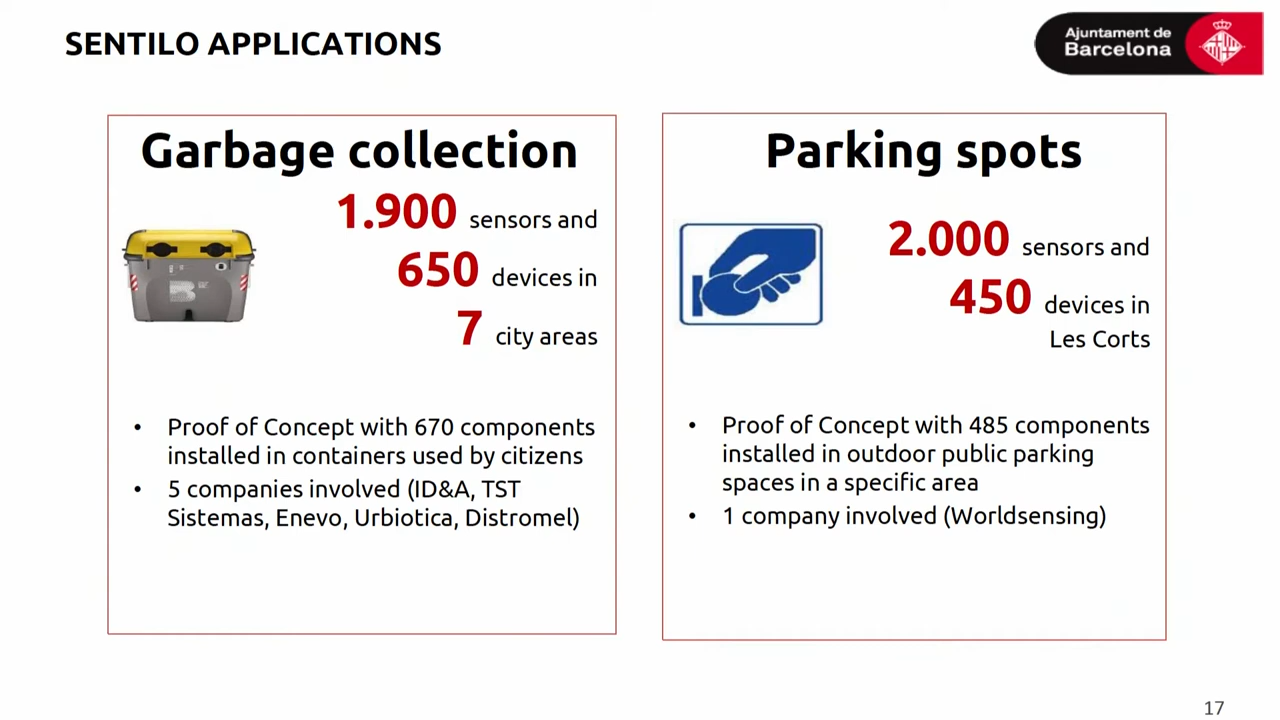 SENTILO APPLICATIONS
Ajuntament de
Barcelona
Garbage collection
1.900 sensors and
650 devices in
7 city areas
• Proof of Concept with 670 components
installed in containers used by citizens
• 5 companies involved (ID&A, TST
Sistemas, Enevo, Urbiotica, Distromel)
Parking spots
2.000 sensors and
450 devices in
Les Corts
• Proof of Concept with 485 components
installed in outdoor public parking
spaces in a specific area
• 1 company involved (Worldsensing)
17